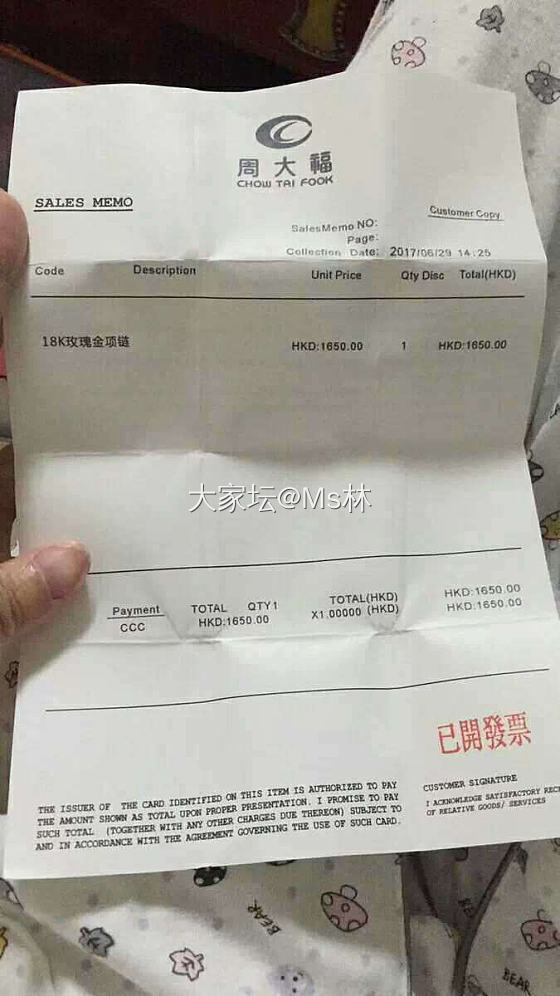 周大福
CHOW TAI FOOK
SALES MEMO
Customer Copy
SalesMemo NO:
Page:
Collection Date: 2017/06/29 14:25
Code Description Unit Price Qty Disc Total(HKD)
18K玫瑰金项链 HKD:1650.00 1 HKD:1650.00
大家坛@Ms林
Payment TOTAL QTY1 TOTAL(HKD) HKD:1650.00
CCC HKD:1650.00 X1.00000 (HKD) HKD:1650.00
已開發票
THE ISSUER OF THE CARD IDENTIFIED ON THIS ITEM IS AUTHORIZED TO PAY
THE AMOUNT SHOWN AS TOTAL UPON PROPER PRESENTATION. I PROMISE TO PAY
SUCH TOTAL (TOGETHER WITH ANY OTHER CHARGES DUE THEREON) SUBJECT TO
AND IN ACCORDANCE WITH THE AGREEMENT GOVERNING THE USE OF SUCH CARD.
CUSTOMER SIGNATURE
I ACKNOWLEDGE SATISFACTORY
OF RELATIVE GOODS/ SERVICES
BEAR
BEAR